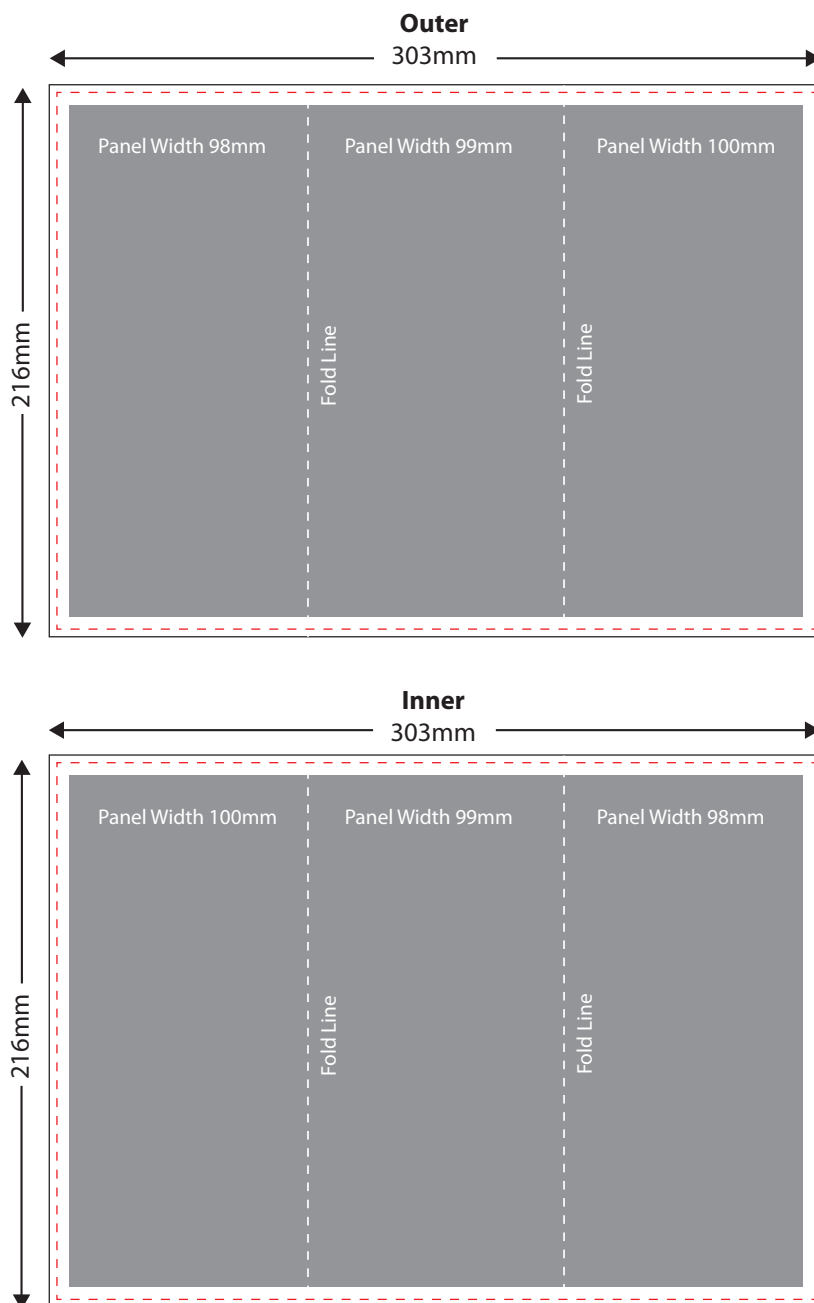 Outer
303mm
Panel Width 98mm
Panel Width 99mm
Panel Width 100mm
216mm
Fold Line
Fold Line
Inner
303mm
Panel Width 100mm
Panel Width 99mm
Panel Width 98mm
216mm
Fold Line
Fold Line